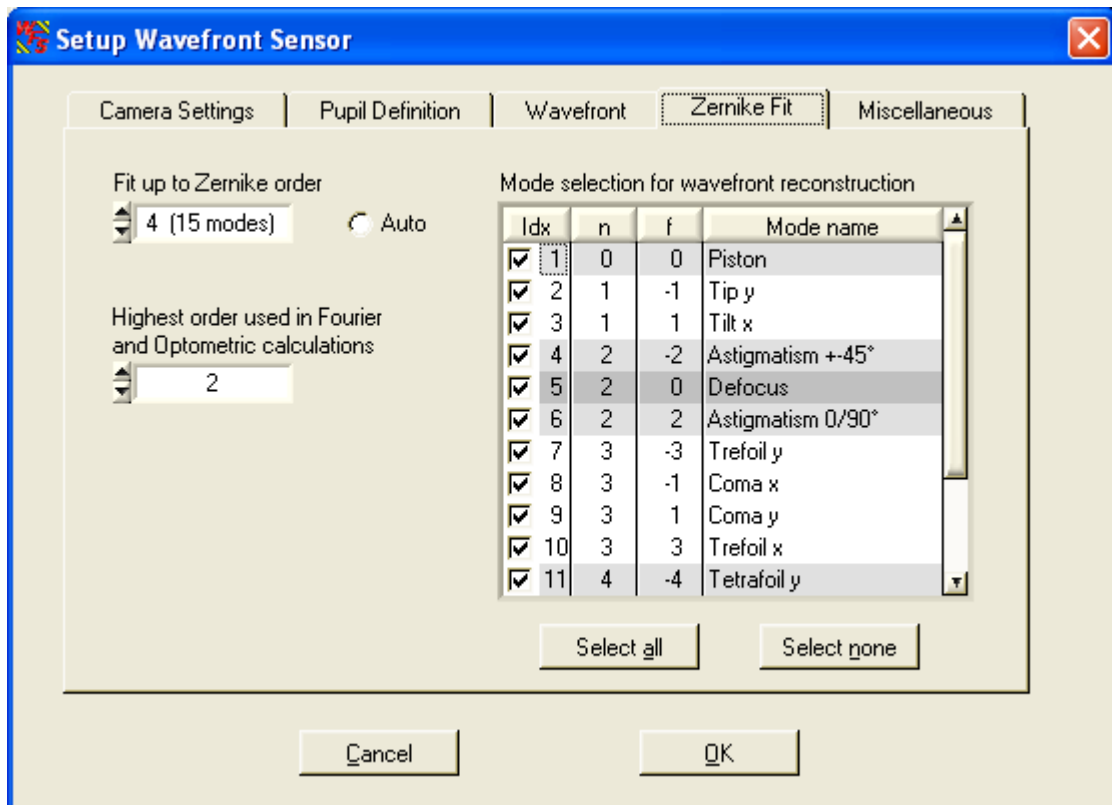 Setup Wavefront Sensor
Camera Settings Pupil Definition Wavefront Zernike Fit Miscellaneous
Fit up to Zernike order
4 (15 modes) Auto
Highest order used in Fourier
and Optometric calculations
2
Mode selection for wavefront reconstruction
Idx n f Mode name
1 0 0 Piston
2 1 -1 Tip y
3 1 1 Tilt x
4 2 -2 Astigmatism +-45°
5 2 0 Defocus
6 2 2 Astigmatism 0/90°
7 3 -3 Trefoil y
8 3 -1 Coma x
9 3 1 Coma y
10 3 3 Trefoil x
11 4 -4 Tetrafoil y
Select all Select none
Cancel OK